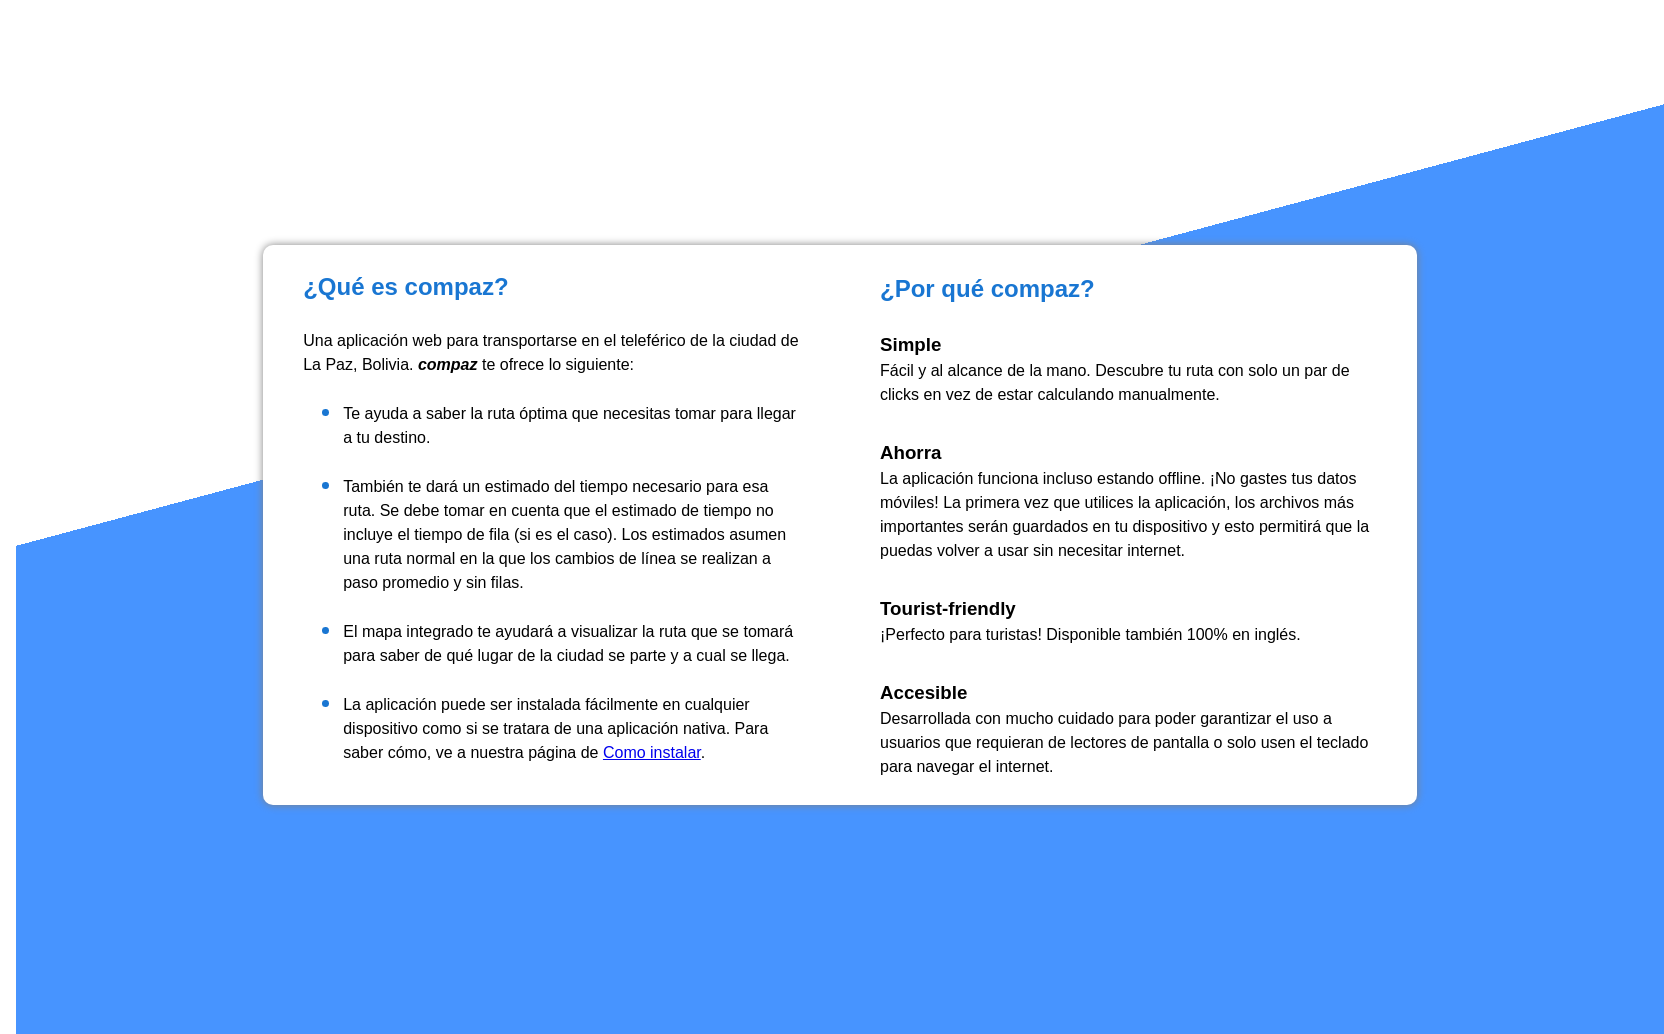 ¿Qué es compaz?
Una aplicación web para transportarse en el teleférico de la ciudad de
La Paz, Bolivia. compaz te ofrece lo siguiente:
Te ayuda a saber la ruta óptima que necesitas tomar para llegar
a tu destino.
También te dará un estimado del tiempo necesario para esa
ruta. Se debe tomar en cuenta que el estimado de tiempo no
incluye el tiempo de fila (si es el caso). Los estimados asumen
una ruta normal en la que los cambios de línea se realizan a
paso promedio y sin filas.
El mapa integrado te ayudará a visualizar la ruta que se tomará
para saber de qué lugar de la ciudad se parte y a cual se llega.
La aplicación puede ser instalada fácilmente en cualquier
dispositivo como si se tratara de una aplicación nativa. Para
saber cómo, ve a nuestra página de Como instalar.
¿Por qué compaz?
Simple
Fácil y al alcance de la mano. Descubre tu ruta con solo un par de
clicks en vez de estar calculando manualmente.
Ahorra
La aplicación funciona incluso estando offline. ¡No gastes tus datos
móviles! La primera vez que utilices la aplicación, los archivos más
importantes serán guardados en tu dispositivo y esto permitirá que la
puedas volver a usar sin necesitar internet.
Tourist-friendly
¡Perfecto para turistas! Disponible también 100% en inglés.
Accesible
Desarrollada con mucho cuidado para poder garantizar el uso a
usuarios que requieran de lectores de pantalla o solo usen el teclado
para navegar el internet.